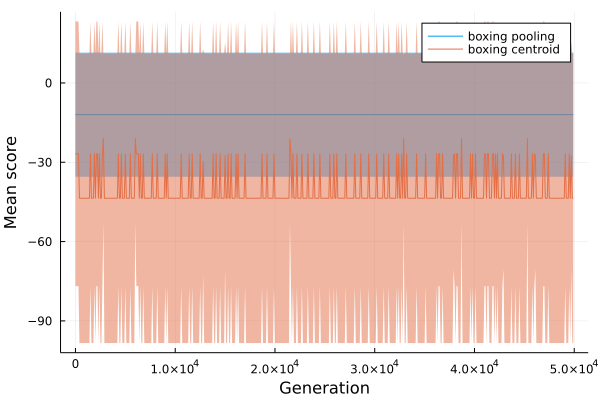 boxing pooling
boxing centroid
Mean score
0
−30
−60
−90
0
1.0×10⁴
2.0×10⁴
3.0×10⁴
4.0×10⁴
5.0×10⁴
Generation